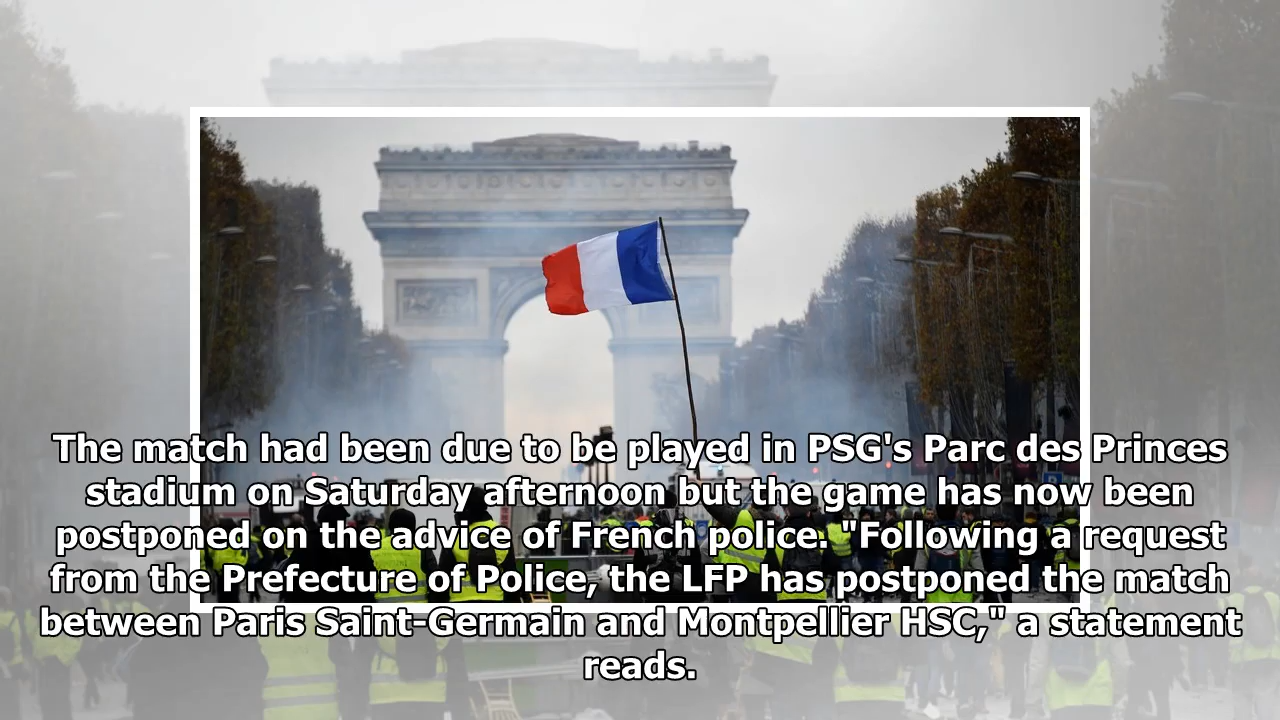 The match had been due to be played in PSG's Parc des Princes
stadium on Saturday afternoon but the game has now been
postponed on the advice of French police. "Following a request
from the Prefecture of Police, the LFP has postponed the match
between Paris Saint-Germain and Montpellier HSC," a statement
reads.